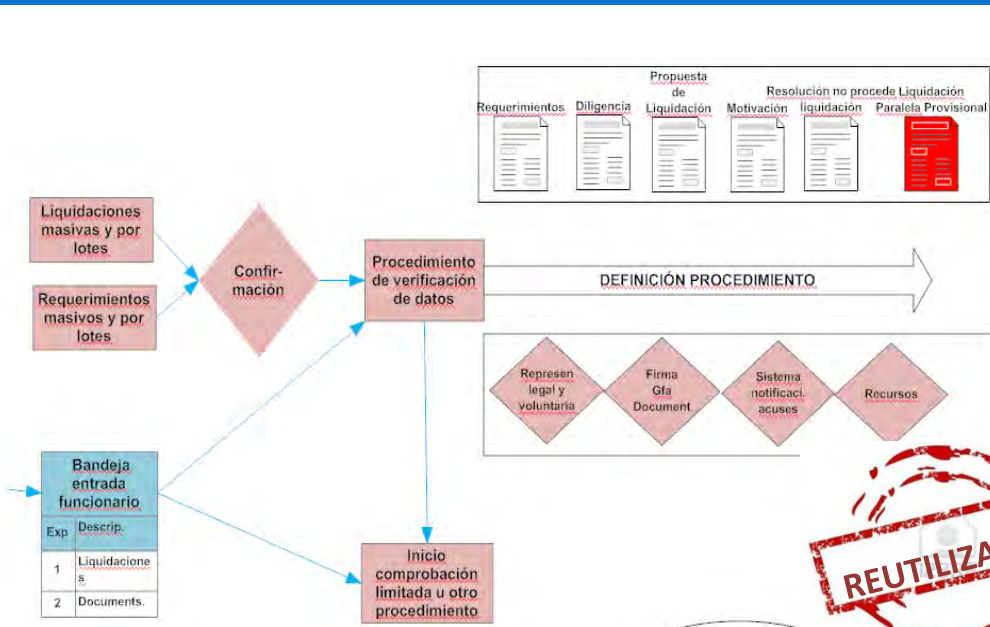 Propuesta
de
Liquidación
Requerimientos
Diligencia
Motivación
Resolución no procede Liquidación
liquidación
Paralela Provisional
Liquidaciones
masivas y por
lotes
Requerimientos
masivos y por
lotes
Confir-
mación
Procedimiento
de verificación
de datos
DEFINICIÓN PROCEDIMIENTO
Represen
legal y
voluntaria
Firma
Gfa
Document
Sistema
notificaci.
acuses
Recursos
Bandeja
entrada
funcionario
Exp Descrip.
1 Liquidacione
s
2 Documents.
Inicio
comprobación
limitada u otro
procedimiento
REUTILIZA